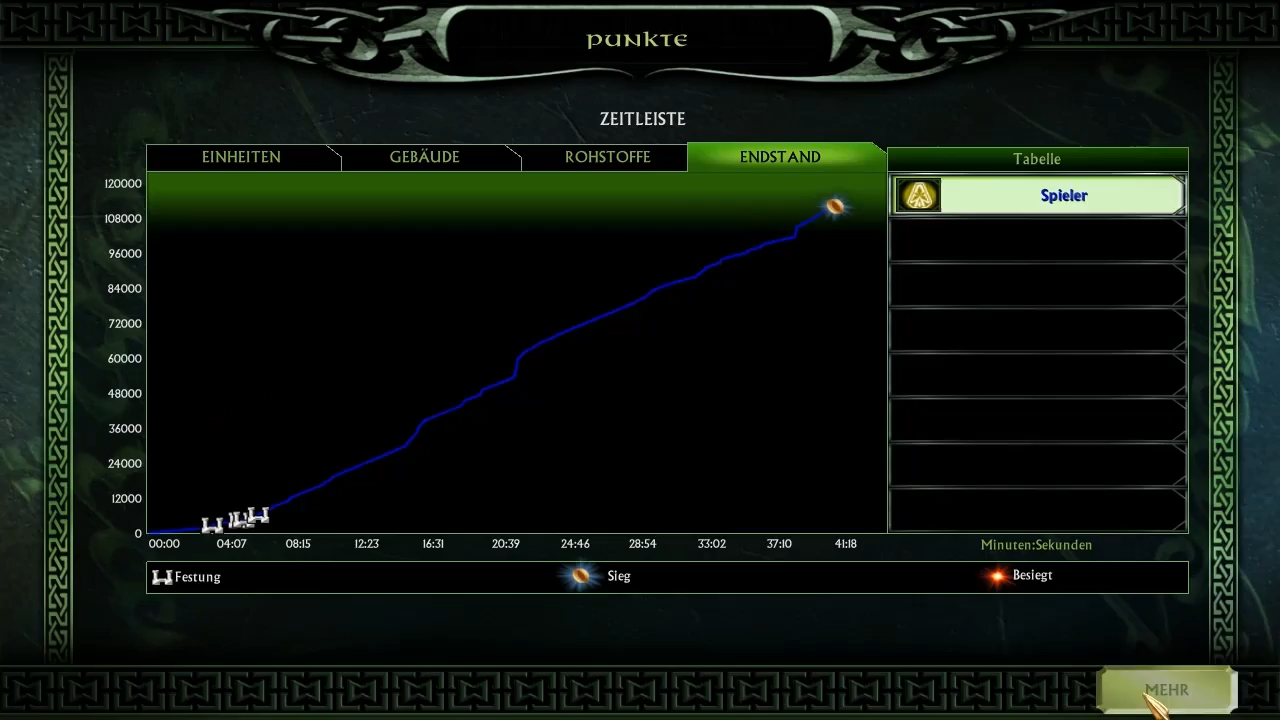 PUNKTE
ZEITLEISTE
EINHEITEN GEBÄUDE ROHSTOFFE ENDSTAND Tabelle
Spieler
120000
108000
96000
84000
72000
60000
48000
36000
24000
12000
0
00:00 04:07 08:15 12:23 16:31 20:39 24:46 28:54 33:02 37:10 41:18 Minuten:Sekunden
Festung Sieg Besiegt
MEHR